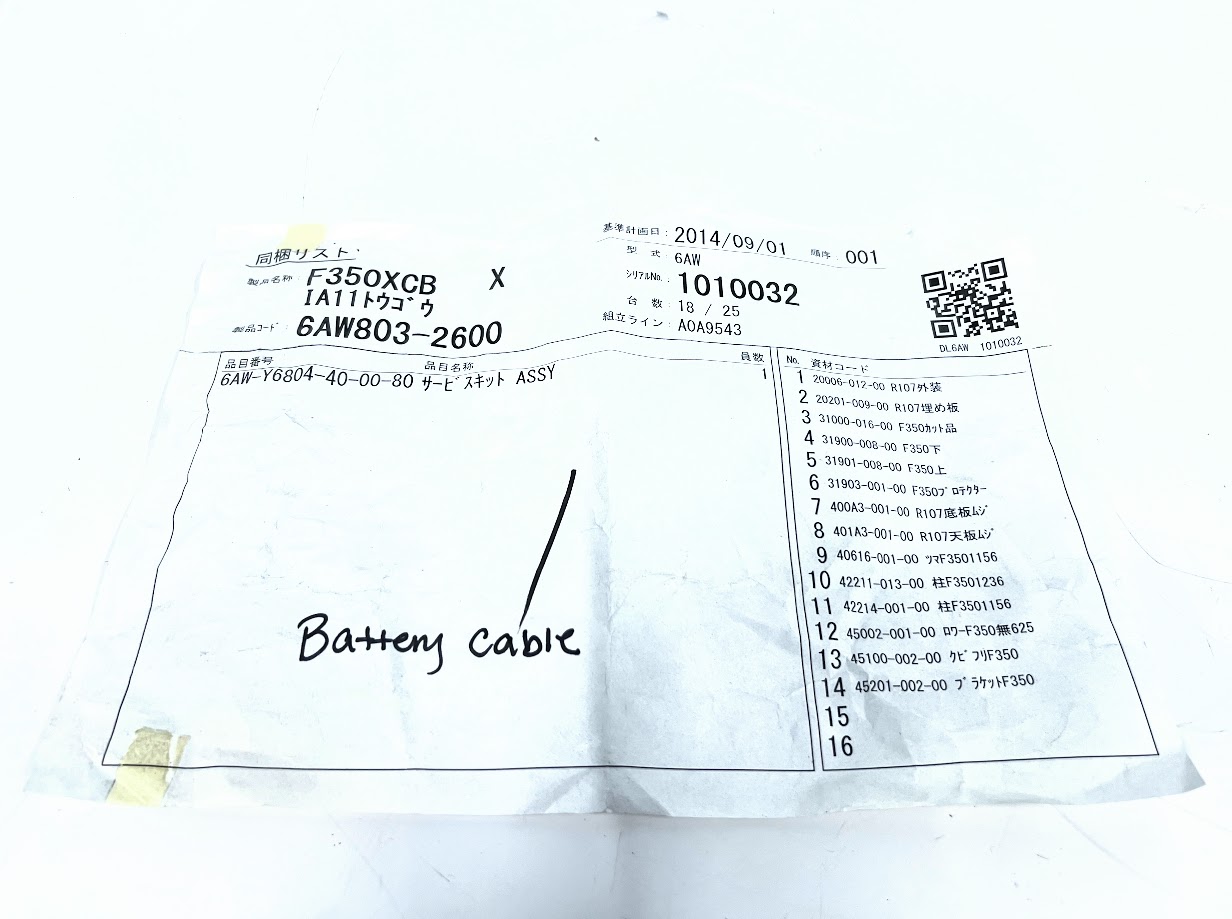 同梱リスト
製品名称: F350XCB X
IA11トウゴウ
製品コード: 6AW803-2600
基準計画日: 2014/09/01 順序: 001
型 式: 6AW
シリアルNo.: 1010032
台 数: 18 / 25
組立ライン: A0A9543
DL6AW 1010032
品目番号 品目名称 員数
6AW-Y6804-40-00-80 サービスキット ASSY 1
Battery cable
No. 資材コード
1 20006-012-00 R107外装
2 20201-009-00 R107埋め板
3 31000-016-00 F350カット品
4 31900-008-00 F350下
5 31901-008-00 F350上
6 31903-001-00 F350プロテクター
7 400A3-001-00 R107底板ムジ
8 401A3-001-00 R107天板ムジ
9 40616-001-00 ツマF3501156
10 42211-013-00 柱F3501236
11 42214-001-00 柱F3501156
12 45002-001-00 ロワーF350無625
13 45100-002-00 クビフリF350
14 45201-002-00 ブラケットF350
15
16